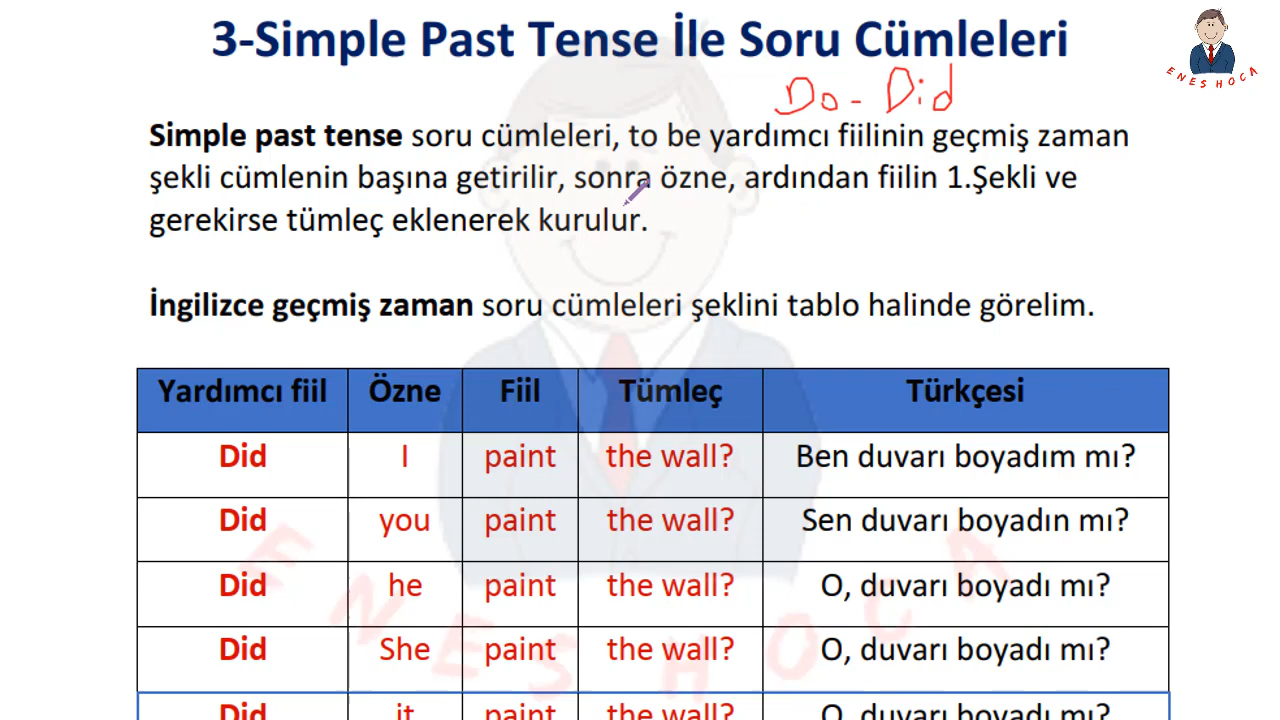 3-Simple Past Tense İle Soru Cümleleri
ENES HOCA
Do - Did
Simple past tense soru cümleleri, to be yardımcı fiilinin geçmiş zaman
şekli cümlenin başına getirilir, sonra özne, ardından fiilin 1.Şekli ve
gerekirse tümleç eklenerek kurulur.
İngilizce geçmiş zaman soru cümleleri şeklini tablo halinde görelim.
Yardımcı fiil Özne Fiil Tümleç Türkçesi
Did I paint the wall? Ben duvarı boyadım mı?
Did you paint the wall? Sen duvarı boyadın mı?
Did he paint the wall? O, duvarı boyadı mı?
Did She paint the wall? O, duvarı boyadı mı?
Did it paint the wall? O, duvarı boyadı mı?
ENES HOCA